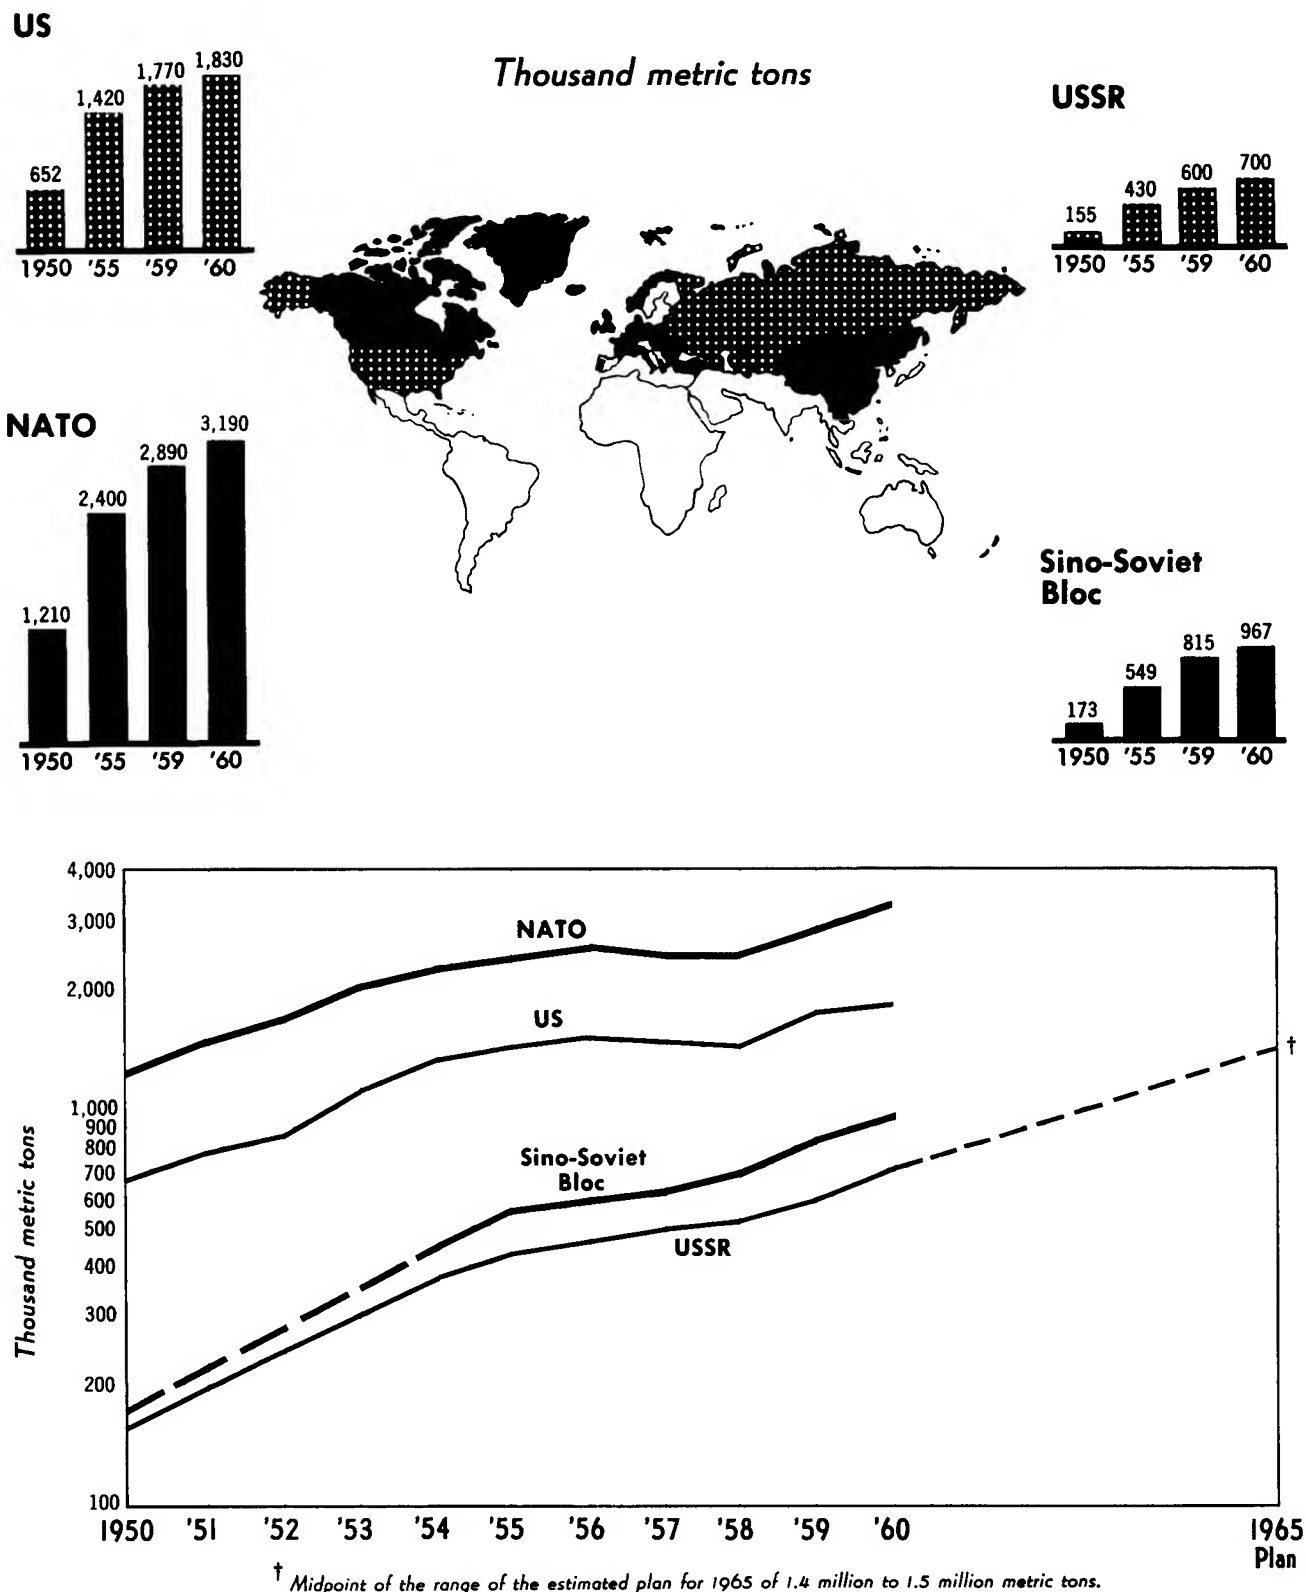 US
652 1,420 1,770 1,830
1950 '55 '59 '60
Thousand metric tons
USSR
155 430 600 700
1950 '55 '59 '60
NATO
1,210 2,400 2,890 3,190
1950 '55 '59 '60
Sino-Soviet
Bloc
173 549 815 967
1950 '55 '59 '60
Thousand metric tons
4,000
3,000
2,000
1,000
900
800
700
600
500
400
300
200
100
NATO
US
Sino-Soviet
Bloc
USSR
†
1950 '51 '52 '53 '54 '55 '56 '57 '58 '59 '60 1965
Plan
† Midpoint of the range of the estimated plan for 1965 of 1.4 million to 1.5 million metric tons.